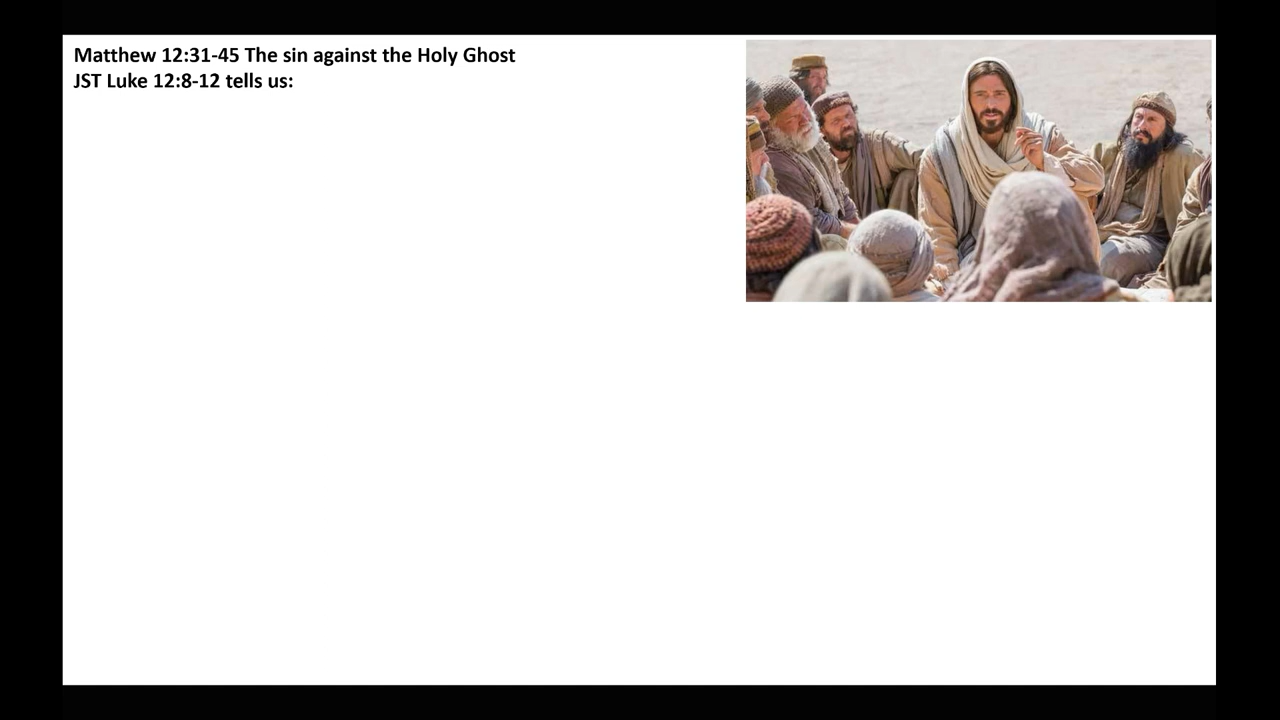 Matthew 12:31-45 The sin against the Holy Ghost
JST Luke 12:8-12 tells us: